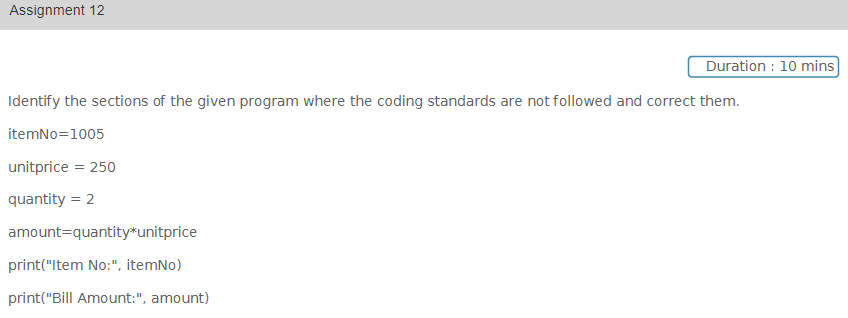 Assignment 12
Duration : 10 mins
Identify the sections of the given program where the coding standards are not followed and correct them.
itemNo=1005
unitprice = 250
quantity = 2
amount=quantity*unitprice
print("Item No:", itemNo)
print("Bill Amount:", amount)